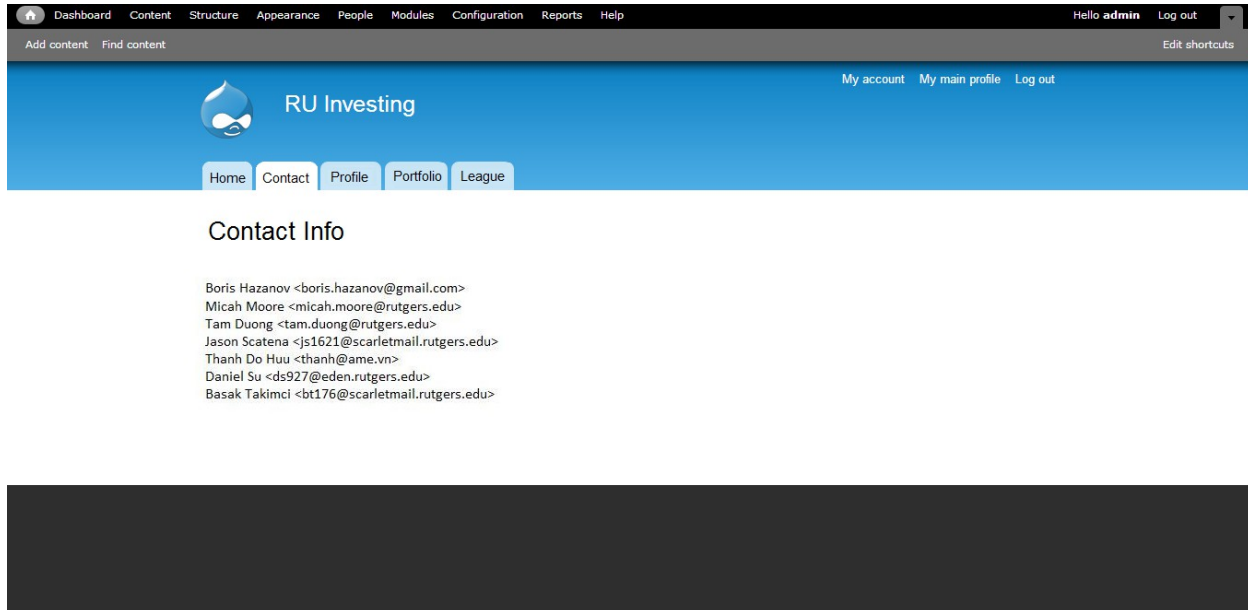 Dashboard Content Structure Appearance People Modules Configuration Reports Help Hello admin Log out
Add content Find content Edit shortcuts
My account My main profile Log out
RU Investing
Home Contact Profile Portfolio League
Contact Info
Boris Hazanov <boris.hazanov@gmail.com>
Micah Moore <micah.moore@rutgers.edu>
Tam Duong <tam.duong@rutgers.edu>
Jason Scatena <js1621@scarletmail.rutgers.edu>
Thanh Do Huu <thanh@ame.vn>
Daniel Su <ds927@eden.rutgers.edu>
Basak Takimci <bt176@scarletmail.rutgers.edu>